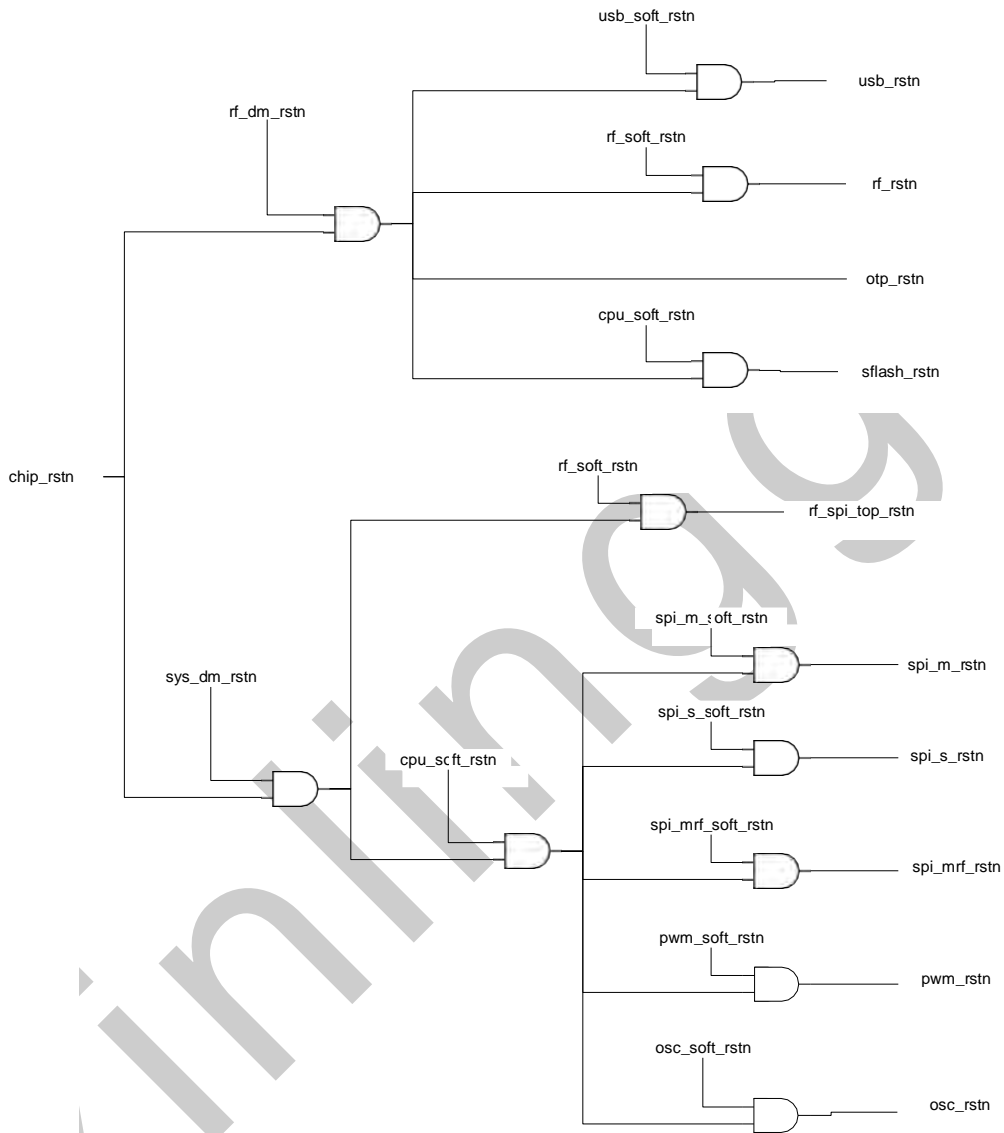 usb_soft_rstn
usb_rstn
rf_dm_rstn
rf_soft_rstn
rf_rstn
otp_rstn
cpu_soft_rstn
sflash_rstn
chip_rstn
rf_soft_rstn
rf_spi_top_rstn
spi_m_soft_rstn
spi_m_rstn
sys_dm_rstn
spi_s_soft_rstn
spi_s_rstn
cpu_soft_rstn
spi_mrf_soft_rstn
spi_mrf_rstn
pwm_soft_rstn
pwm_rstn
osc_soft_rstn
osc_rstn